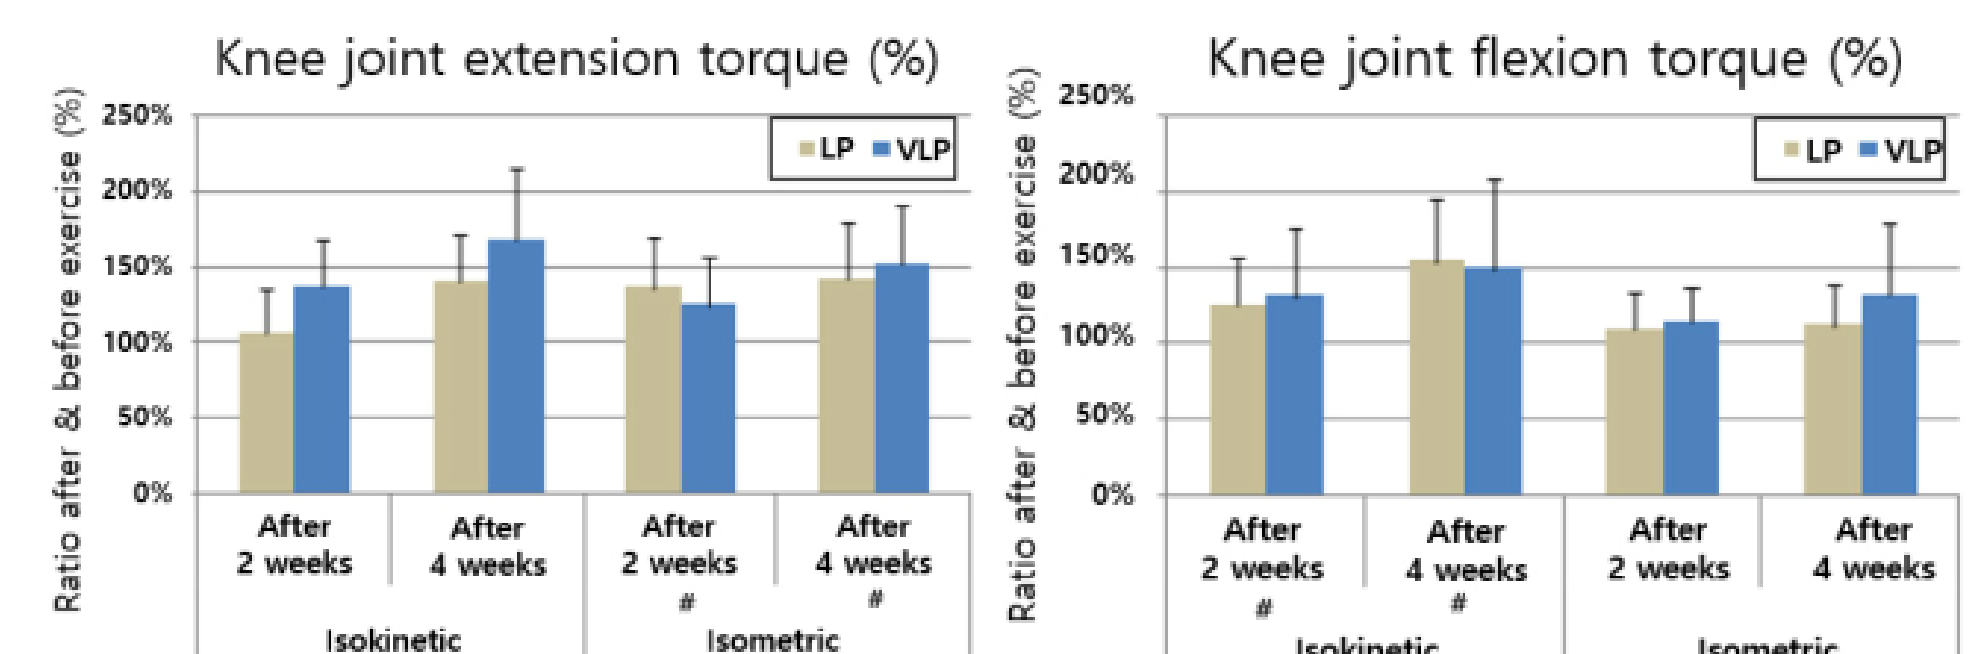 Knee joint extension torque (%)
Ratio after & before exercise (%)
250%
200%
150%
100%
50%
0%
LP VLP
After 2 weeks
After 4 weeks
After 2 weeks
After 4 weeks
# #
Isokinetic Isometric
Knee joint flexion torque (%)
Ratio after & before exercise (%)
250%
200%
150%
100%
50%
0%
LP VLP
After 2 weeks
After 4 weeks
After 2 weeks
After 4 weeks
# #
Isokinetic Isometric